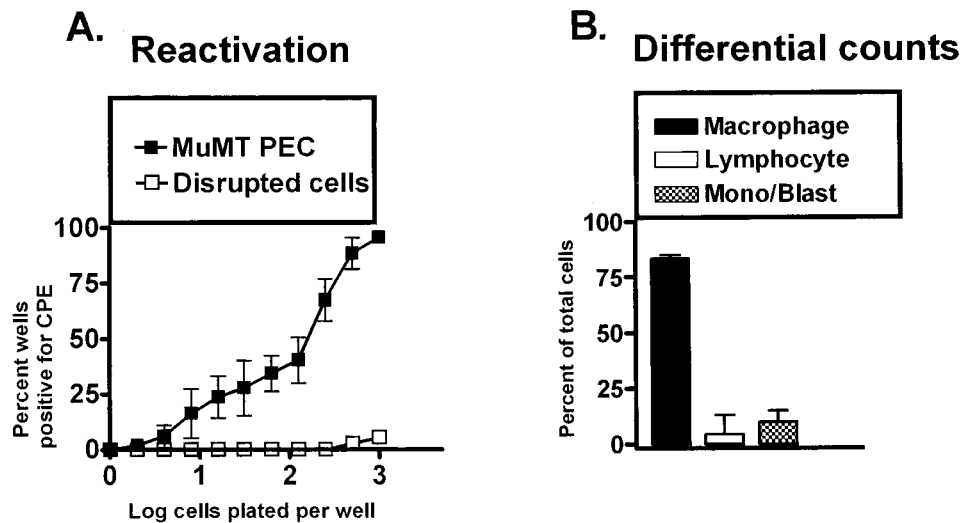 A.
Reactivation
MuMT PEC
Disrupted cells
100
75
50
25
0
Percent wells
positive for CPE
0 1 2 3
Log cells plated per well
B.
Differential counts
Macrophage
Lymphocyte
Mono/Blast
100
75
50
25
0
Percent of total cells